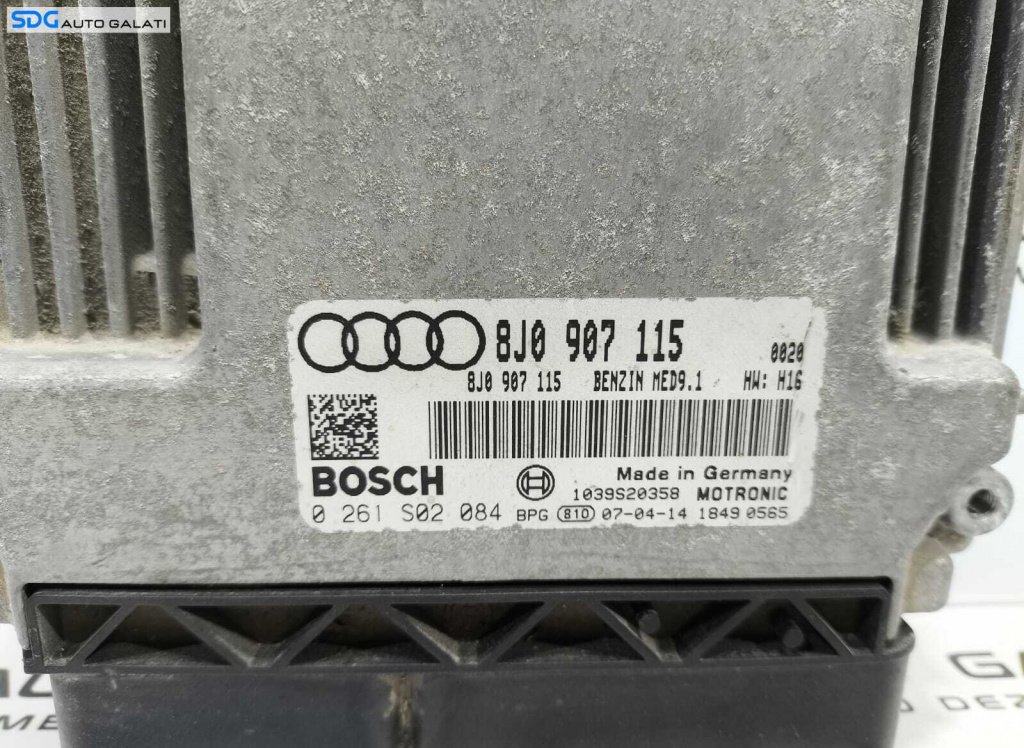 SDG AUTO GALATI
8J0 907 115 0020
8J0 907 115 BENZIN MED9.1 HW: H16
BOSCH
Made in Germany
1039S20358 MOTRONIC
0 261 S02 084 BPG 810 07-04-14 1849 0565